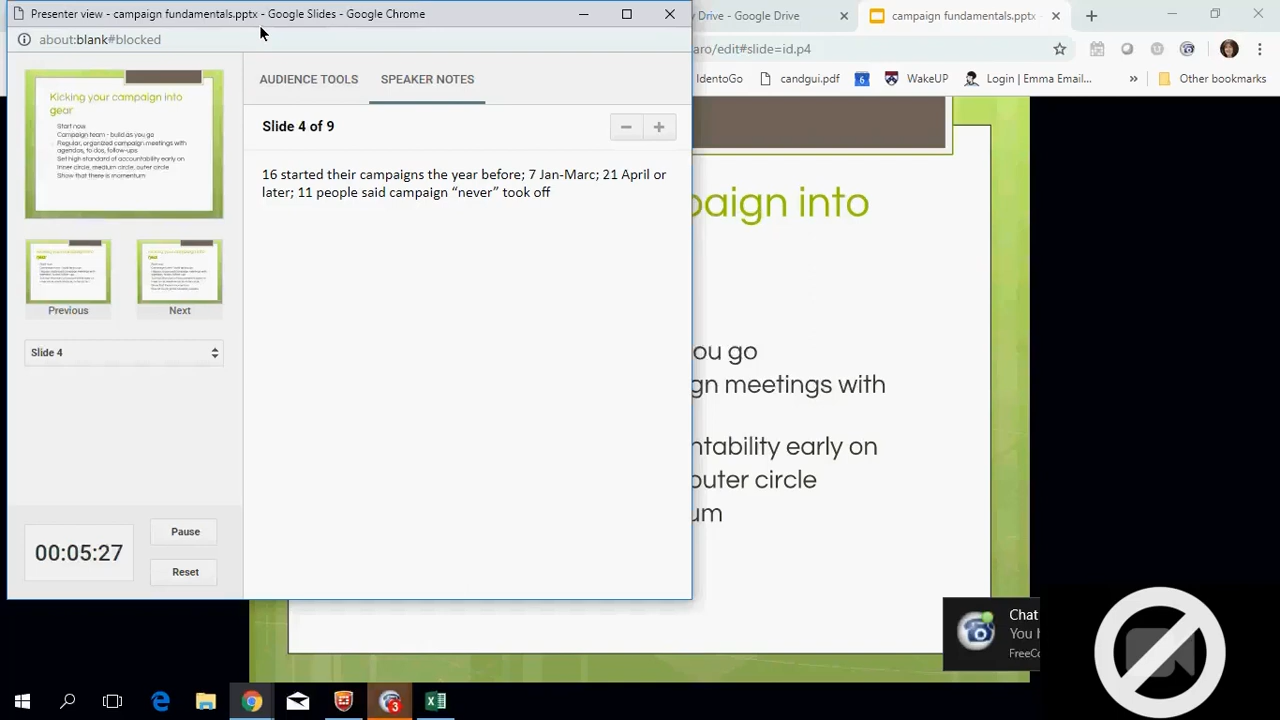 Presenter view - campaign fundamentals.pptx - Google Slides - Google Chrome
about:blank#blocked
Drive - Google Drive
campaign fundamentals.pptx
aro/edit#slide=id.p4
IdentoGo
candgui.pdf
6
WakeUP
Login | Emma Email...
»
Other bookmarks
Kicking your campaign into
gear
Start now
Campaign team - build as you go
Regular, organized campaign meetings with
agendas, to dos, follow-ups
Set high standard of accountability early on
Inner circle, medium circle, outer circle
Show that there is momentum
Previous
Next
Slide 4
00:05:27
Pause
Reset
AUDIENCE TOOLS
SPEAKER NOTES
Slide 4 of 9
16 started their campaigns the year before; 7 Jan-Marc; 21 April or
later; 11 people said campaign “never” took off
paign into
ou go
gn meetings with
ntability early on
outer circle
um
Chat
You
FreeCo
3